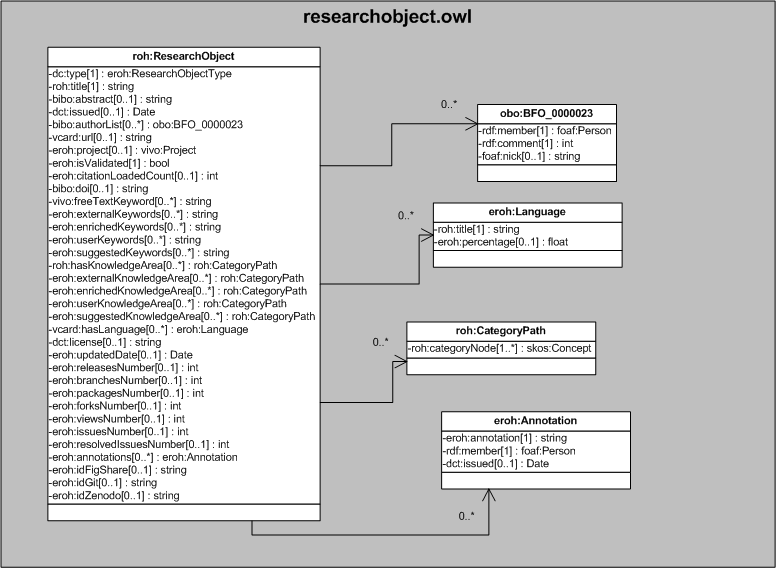 researchobject.owl
roh:ResearchObject
-dc:type[1] : eroh:ResearchObjectType
-roh:title[1] : string
-bibo:abstract[0..1] : string
-dct:issued[0..1] : Date
-bibo:authorList[0..*] : obo:BFO_0000023
-vcard:url[0..1] : string
-eroh:project[0..1] : vivo:Project
-eroh:isValidated[1] : bool
-eroh:citationLoadedCount[0..1] : int
-bibo:doi[0..1] : string
-vivo:freeTextKeyword[0..*] : string
-eroh:externalKeywords[0..*] : string
-eroh:enrichedKeywords[0..*] : string
-eroh:userKeywords[0..*] : string
-eroh:suggestedKeywords[0..*] : string
-roh:hasKnowledgeArea[0..*] : roh:CategoryPath
-eroh:externalKnowledgeArea[0..*] : roh:CategoryPath
-eroh:enrichedKnowledgeArea[0..*] : roh:CategoryPath
-eroh:userKnowledgeArea[0..*] : roh:CategoryPath
-eroh:suggestedKnowledgeArea[0..*] : roh:CategoryPath
-vcard:hasLanguage[0..*] : eroh:Language
-dct:license[0..1] : string
-eroh:updatedDate[0..1] : Date
-eroh:releasesNumber[0..1] : int
-eroh:branchesNumber[0..1] : int
-eroh:packagesNumber[0..1] : int
-eroh:forksNumber[0..1] : int
-eroh:viewsNumber[0..1] : int
-eroh:issuesNumber[0..1] : int
-eroh:resolvedIssuesNumber[0..1] : int
-eroh:annotations[0..*] : eroh:Annotation
-eroh:idFigShare[0..1] : string
-eroh:idGit[0..1] : string
-eroh:idZenodo[0..1] : string
0..*
obo:BFO_0000023
-rdf:member[1] : foaf:Person
-rdf:comment[1] : int
-foaf:nick[0..1] : string
0..*
eroh:Language
-roh:title[1] : string
-eroh:percentage[0..1] : float
0..*
roh:CategoryPath
-roh:categoryNode[1..*] : skos:Concept
eroh:Annotation
-eroh:annotation[1] : string
-rdf:member[1] : foaf:Person
-dct:issued[0..1] : Date
0..*